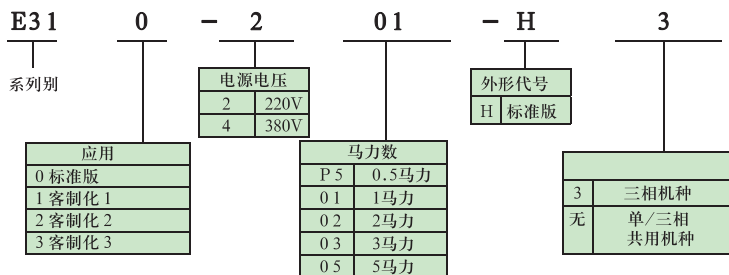 E31 0 - 2 01 - H 3
系列别
电源电压
2 220V
4 380V
外形代号
H 标准版
应用
0 标准版
1 客制化 1
2 客制化 2
3 客制化 3
马力数
P5 0.5马力
01 1马力
02 2马力
03 3马力
05 5马力
3 三相机种
无 单/三相
共用机种